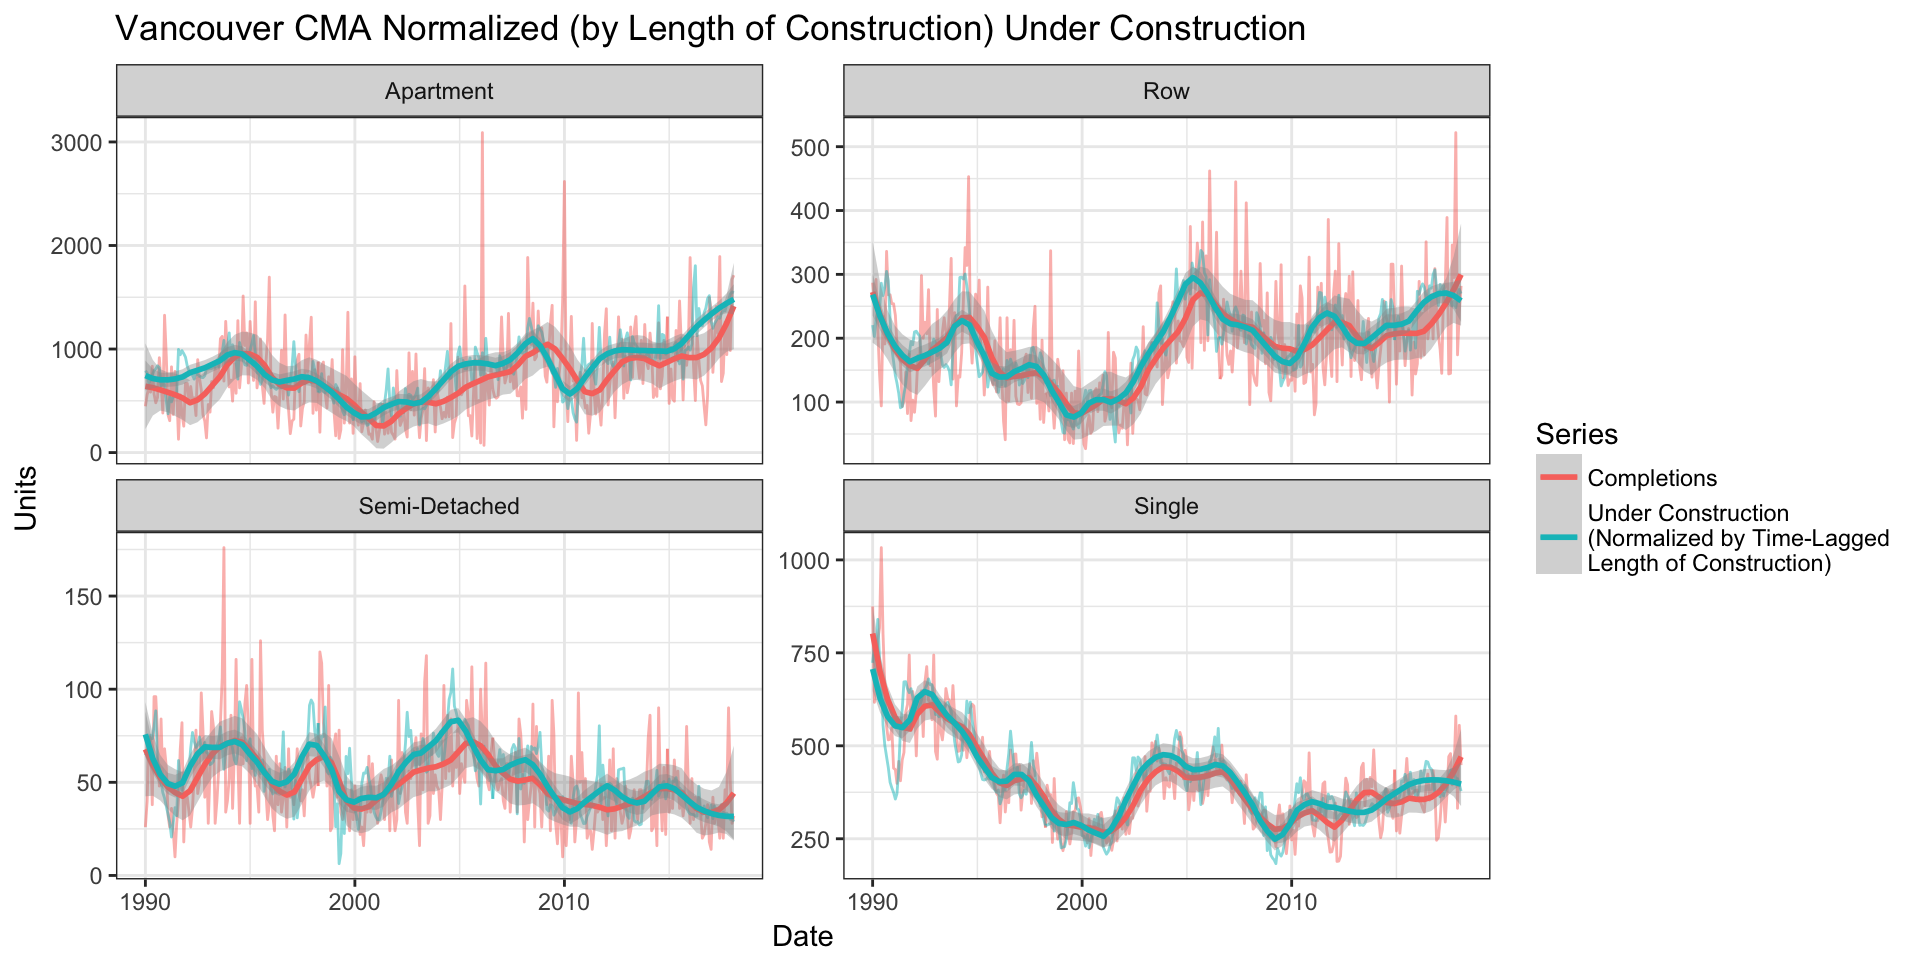 Vancouver CMA Normalized (by Length of Construction) Under Construction
Apartment
Row
3000
2000
1000
0
500
400
300
200
100
Units
Semi-Detached
Single
150
100
50
0
1000
750
500
250
1990
2000
2010
1990
2000
2010
Date
Series
Completions
Under Construction
(Normalized by Time-Lagged
Length of Construction)